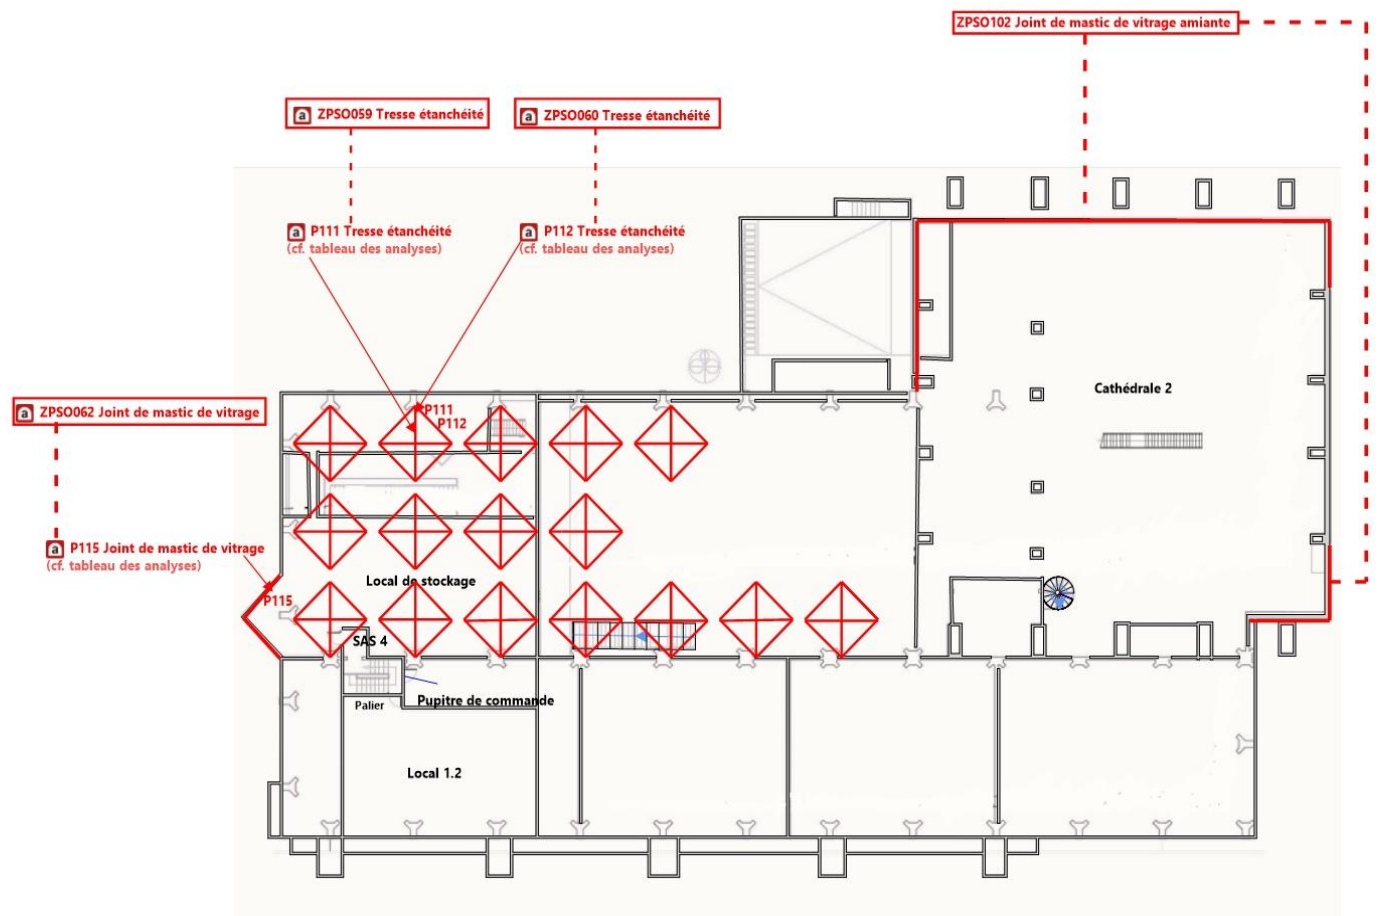 ZPSO102 Joint de mastic de vitrage amiante
a ZPSO059 Tresse étanchéité
a ZPSO060 Tresse étanchéité
a P111 Tresse étanchéité
(cf. tableau des analyses)
a P112 Tresse étanchéité
(cf. tableau des analyses)
Cathédrale 2
a ZPSO062 Joint de mastic de vitrage
P111
P112
a P115 Joint de mastic de vitrage
(cf. tableau des analyses)
Local de stockage
P115
SAS 4
Pupitre de commande
Palier
Local 1.2